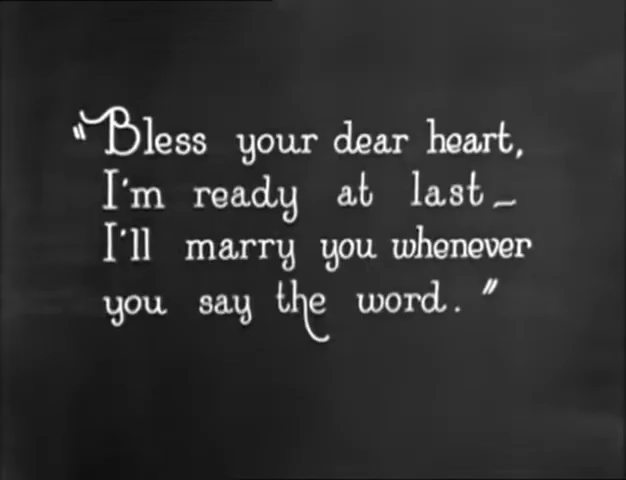 "Bless your dear heart,
I'm ready at last—
I'll marry you whenever
you say the word."